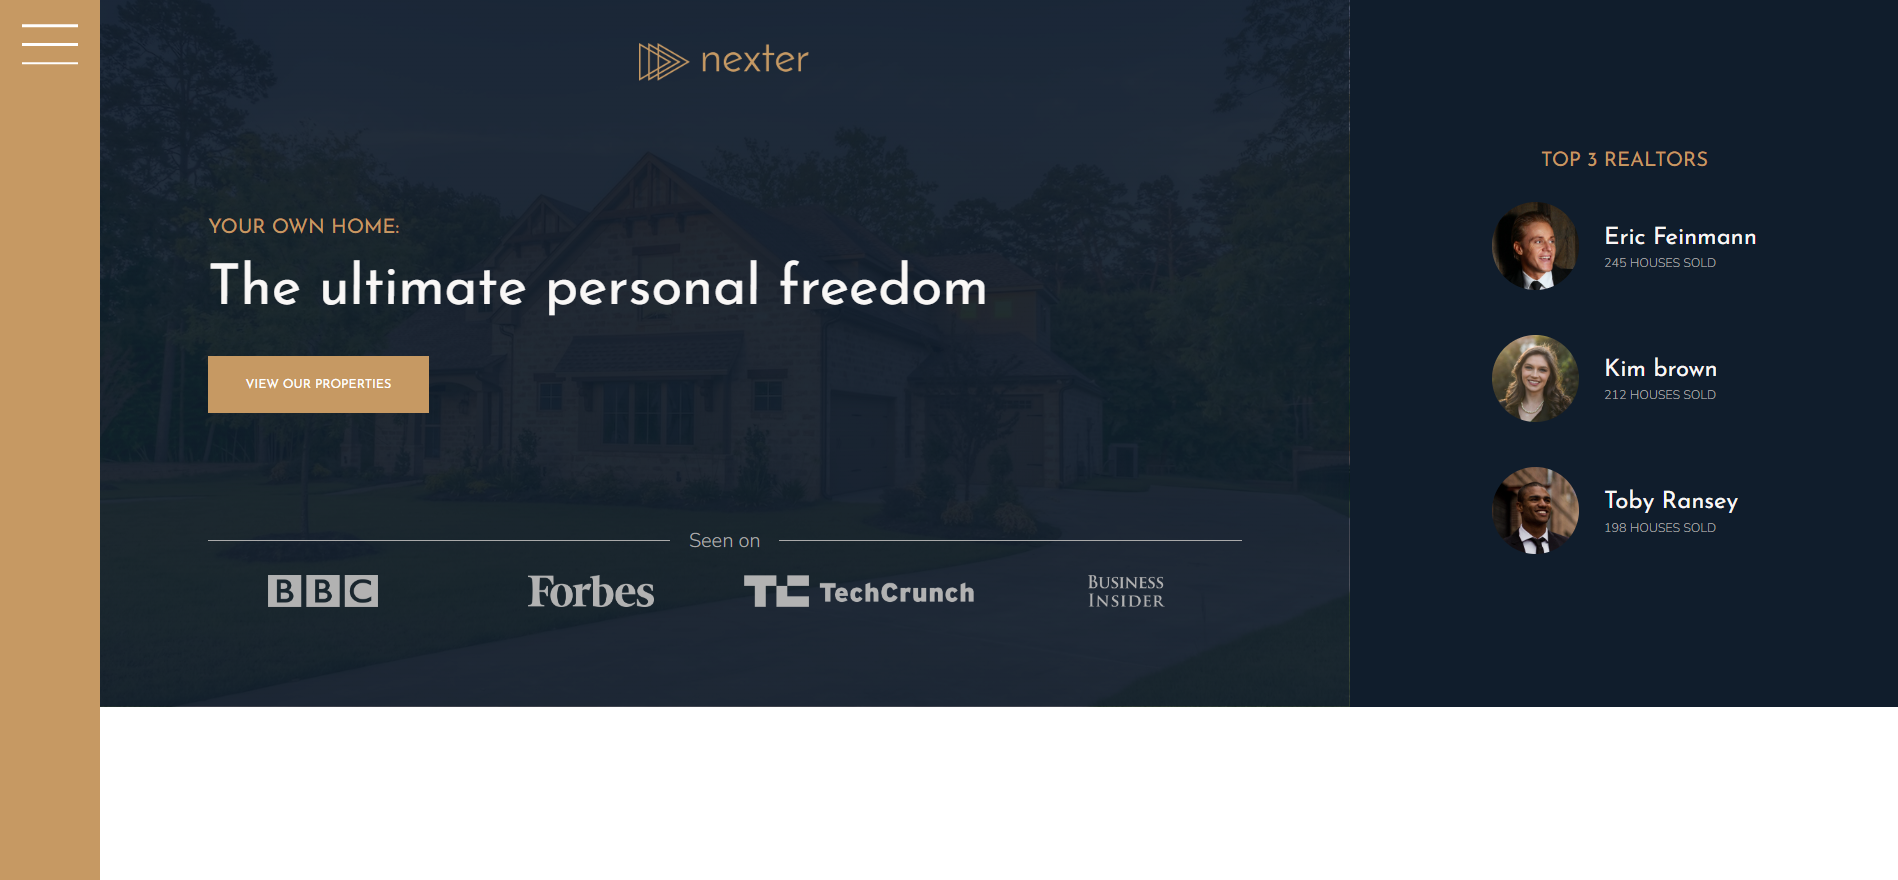 nexter
YOUR OWN HOME:
The ultimate personal freedom
VIEW OUR PROPERTIES
Seen on
BBC
Forbes
TC TechCrunch
BUSINESS
INSIDER
TOP 3 REALTORS
Eric Feinmann
245 HOUSES SOLD
Kim brown
212 HOUSES SOLD
Toby Ransey
198 HOUSES SOLD